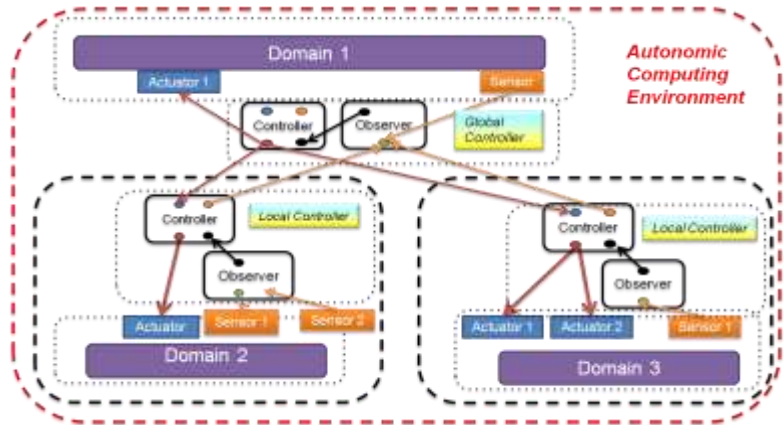 Domain 1
Autonomic
Computing
Environment
Actuator 1
Sensor
Controller
Observer
Global
Controller
Controller
Local Controller
Observer
Controller
Local Controller
Observer
Actuator
Sensor 1
Sensor 2
Domain 2
Actuator 1
Actuator 2
Sensor 1
Domain 3